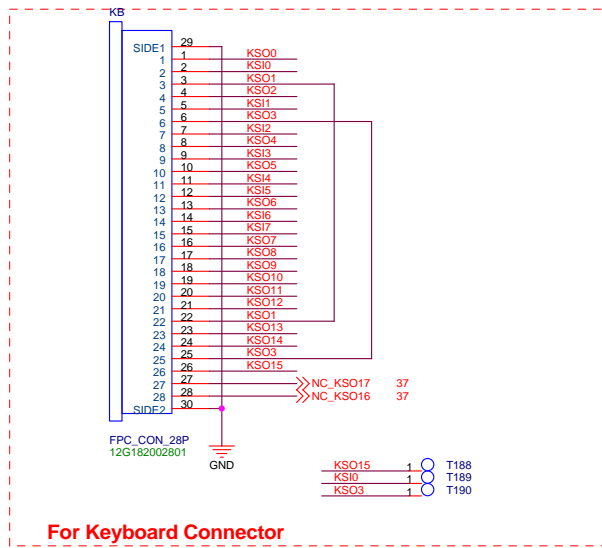 KB
SIDE1 29
1 1 KSO0
2 2 KSI0
3 3 KSO1
4 4 KSO2
5 5 KSI1
6 6 KSO3
7 7 KSI2
8 8 KSO4
9 9 KSI3
10 10 KSO5
11 11 KSI4
12 12 KSI5
13 13 KSO6
14 14 KSI6
15 15 KSI7
16 16 KSO7
17 17 KSO8
18 18 KSO9
19 19 KSO10
20 20 KSO11
21 21 KSO12
22 22 KSO1
23 23 KSO13
24 24 KSO14
25 25 KSO3
26 26 KSO15
27 27 NC_KSO17 37
28 28 NC_KSO16 37
SIDE2 30
FPC_CON_28P
12G182002801
GND
KSO15 1 T188
KSI0 1 T189
KSO3 1 T190
For Keyboard Connector